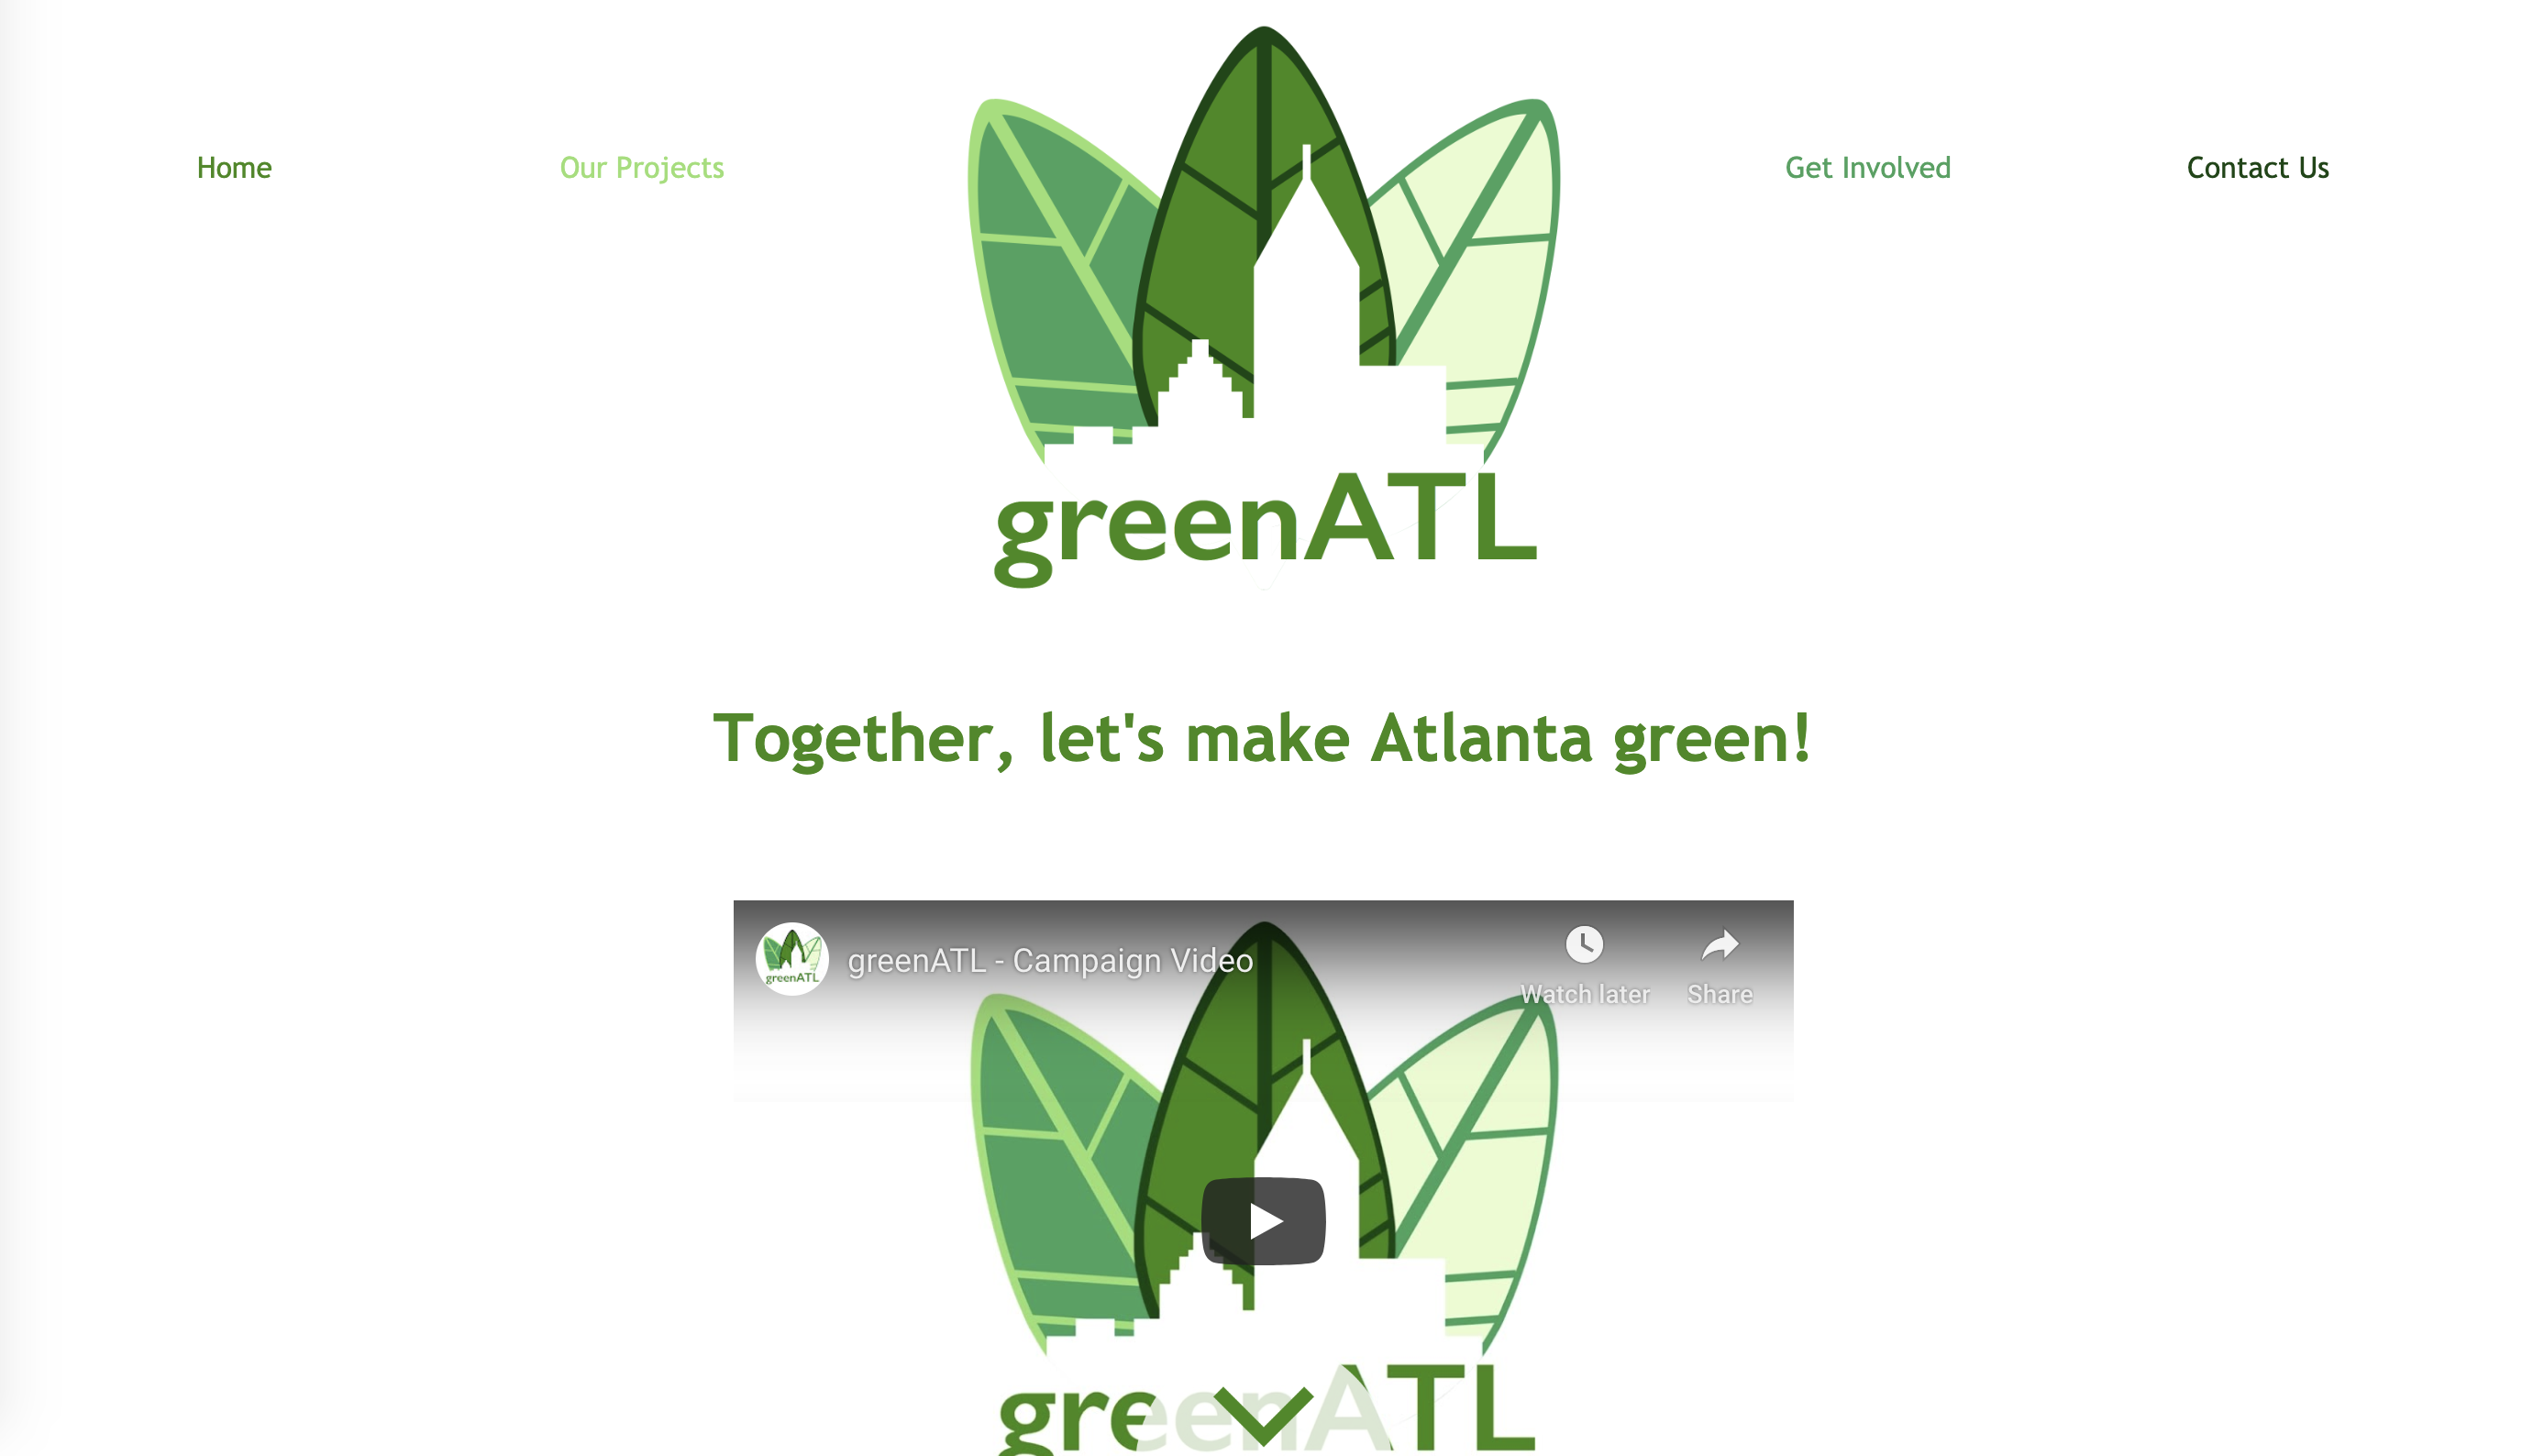 Home
Our Projects
Get Involved
Contact Us
greenATL
Together, let's make Atlanta green!
greenATL
greenATL - Campaign Video
Watch later
Share
greenATL